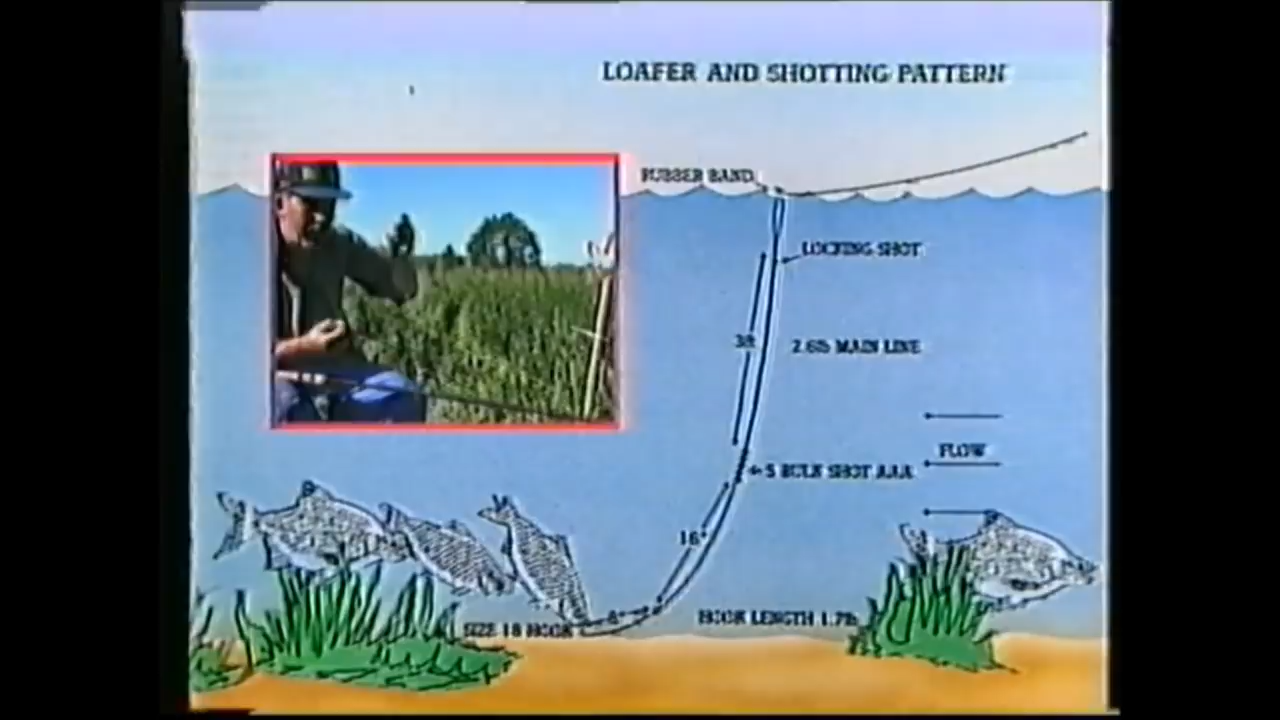 LOAFER AND SHOTTING PATTERN
RUBBER BAND
LOCKING SHOT
3ft
2.6lb MAIN LINE
FLOW
5 BULK SHOT AAA
16"
HOOK LENGTH 1.7lb
SIZE 18 HOOK